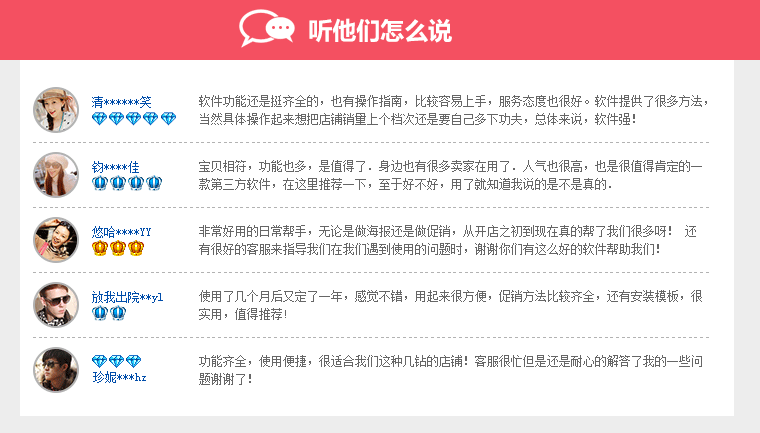 听他们怎么说
清******笑
软件功能还是挺齐全的，也有操作指南，比较容易上手，服务态度也很好。软件提供了很多方法，
当然具体操作起来想把店铺销量上个档次还是要自己多下功夫，总体来说，软件强！
钧****佳
宝贝相符，功能也多，是值得了．身边也有很多卖家在用了．人气也很高，也是很值得肯定的一
款第三方软件，在这里推荐一下，至于好不好，用了就知道我说的是不是真的．
悠哈****YY
非常好用的日常帮手，无论是做海报还是做促销，从开店之初到现在真的帮了我们很多呀！ 还
有很好的客服来指导我们在我们遇到使用的问题时，谢谢你们有这么好的软件帮助我们！
放我出院**yl
使用了几个月后又定了一年，感觉不错，用起来很方便，促销方法比较齐全，还有安装模板，很
实用，值得推荐！
珍妮***hz
功能齐全，使用便捷，很适合我们这种几钻的店铺！客服很忙但是还是耐心的解答了我的一些问
题谢谢了！